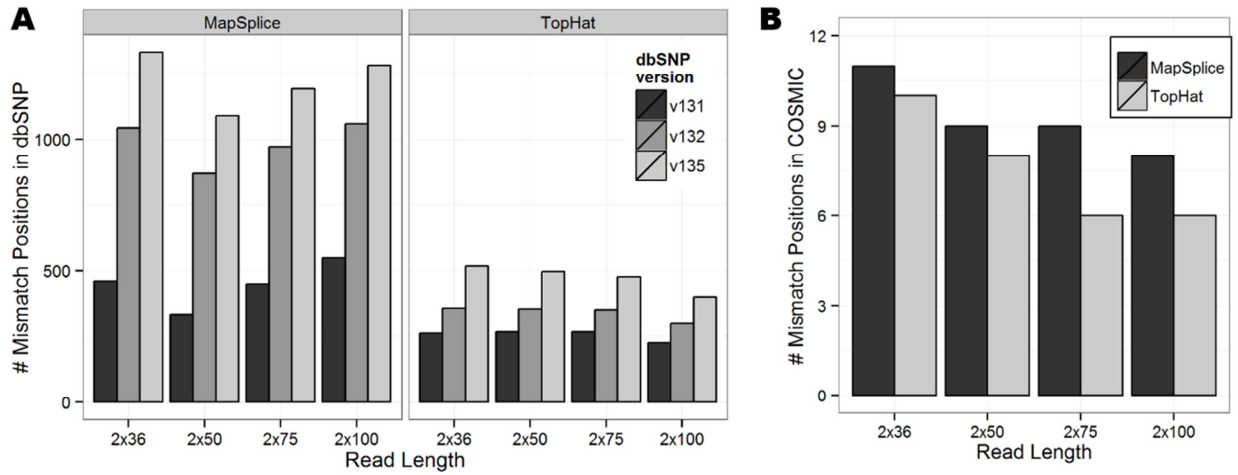 A
MapSplice
TopHat
# Mismatch Positions in dbSNP
1000
500
0
dbSNP
version
v131
v132
v135
2x36
2x50
2x75
2x100
2x36
2x50
2x75
2x100
Read Length
B
# Mismatch Positions in COSMIC
12
9
6
3
0
MapSplice
TopHat
2x36
2x50
2x75
2x100
Read Length